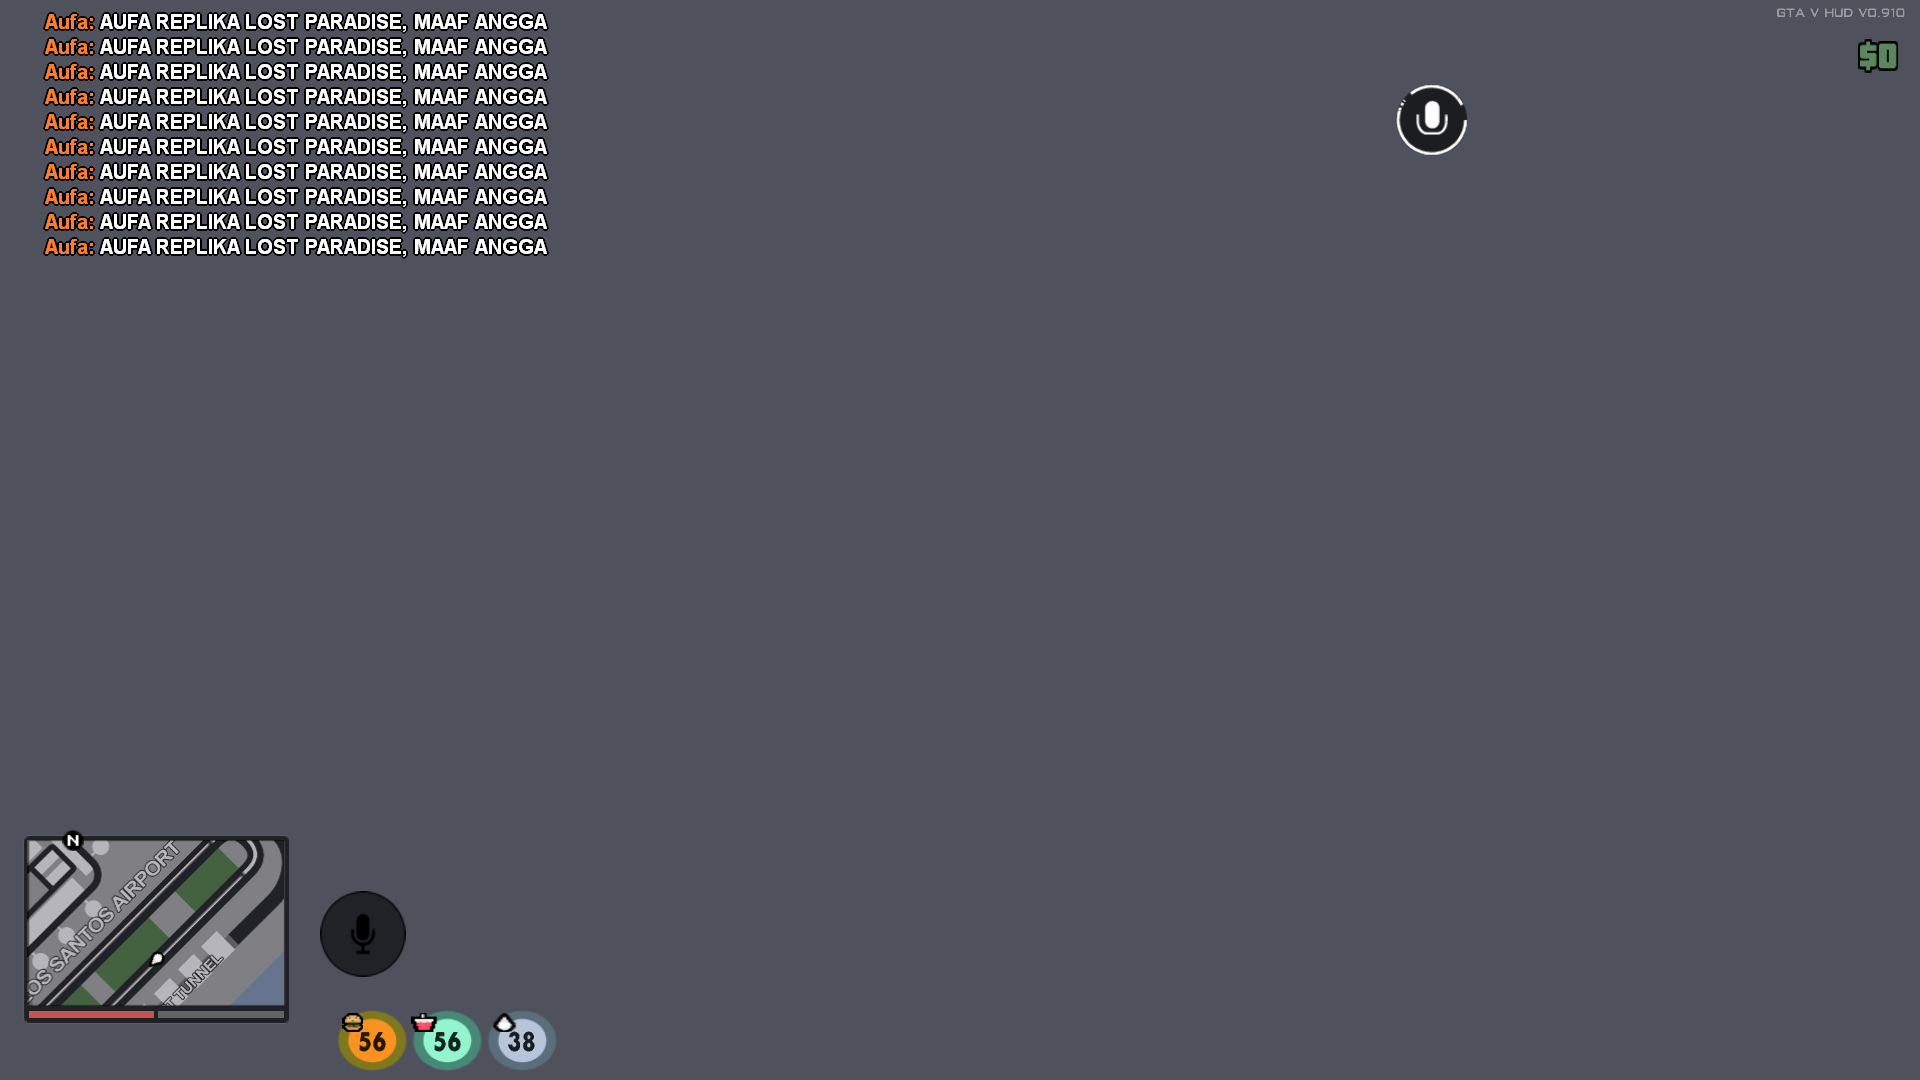 Aufa: AUFA REPLIKA LOST PARADISE, MAAF ANGGA
Aufa: AUFA REPLIKA LOST PARADISE, MAAF ANGGA
Aufa: AUFA REPLIKA LOST PARADISE, MAAF ANGGA
Aufa: AUFA REPLIKA LOST PARADISE, MAAF ANGGA
Aufa: AUFA REPLIKA LOST PARADISE, MAAF ANGGA
Aufa: AUFA REPLIKA LOST PARADISE, MAAF ANGGA
Aufa: AUFA REPLIKA LOST PARADISE, MAAF ANGGA
Aufa: AUFA REPLIKA LOST PARADISE, MAAF ANGGA
Aufa: AUFA REPLIKA LOST PARADISE, MAAF ANGGA
Aufa: AUFA REPLIKA LOST PARADISE, MAAF ANGGA
GTA V HUD V0.910
$0
N
OS SANTOS AIRPORT
T TUNNEL
56 56 38